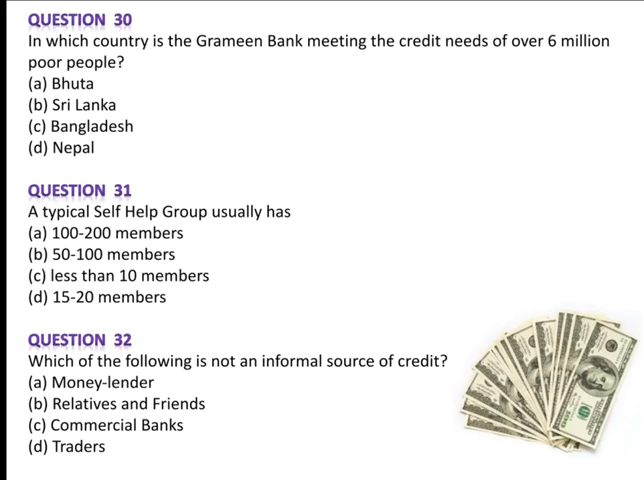 QUESTION 30
In which country is the Grameen Bank meeting the credit needs of over 6 million
poor people?
(a) Bhuta
(b) Sri Lanka
(c) Bangladesh
(d) Nepal
QUESTION 31
A typical Self Help Group usually has
(a) 100-200 members
(b) 50-100 members
(c) less than 10 members
(d) 15-20 members
QUESTION 32
Which of the following is not an informal source of credit?
(a) Money-lender
(b) Relatives and Friends
(c) Commercial Banks
(d) Traders